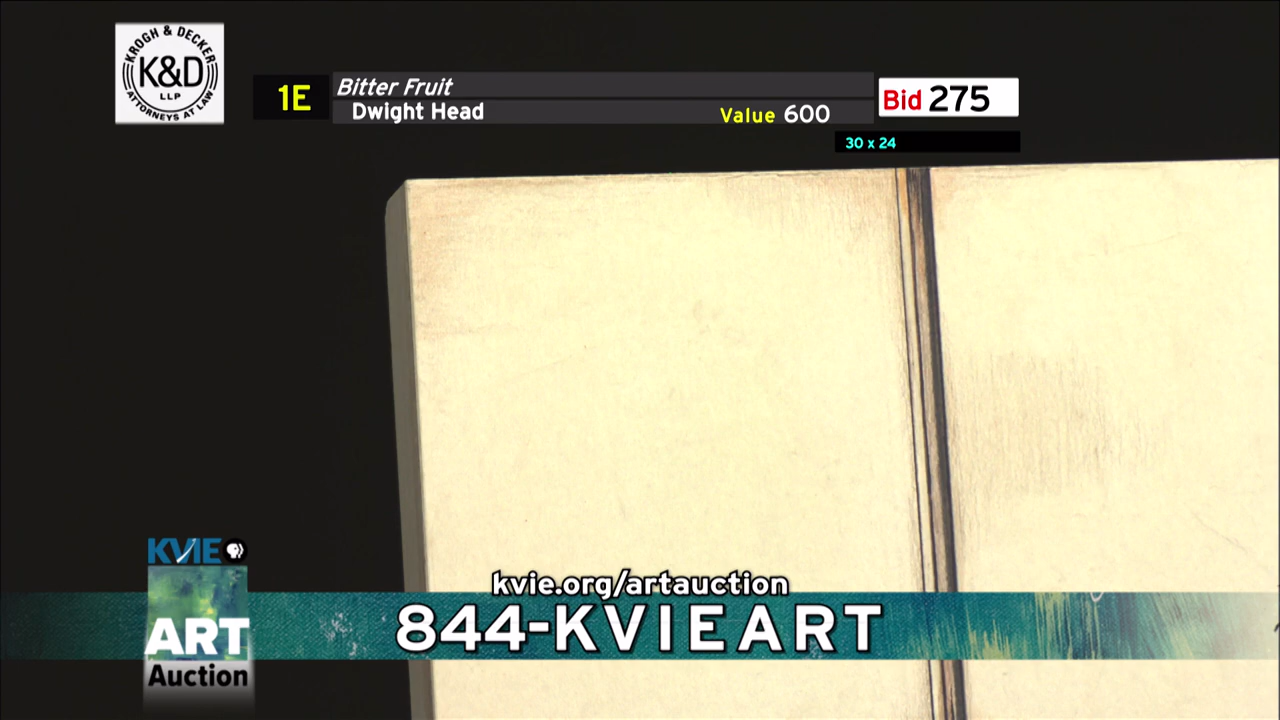 KROGH & DECKER
K&D
LLP
ATTORNEYS AT LAW
1E
Bitter Fruit
Dwight Head
Value 600
Bid 275
30 x 24
KVIE
ART
Auction
kvie.org/artauction
844-KVIEART